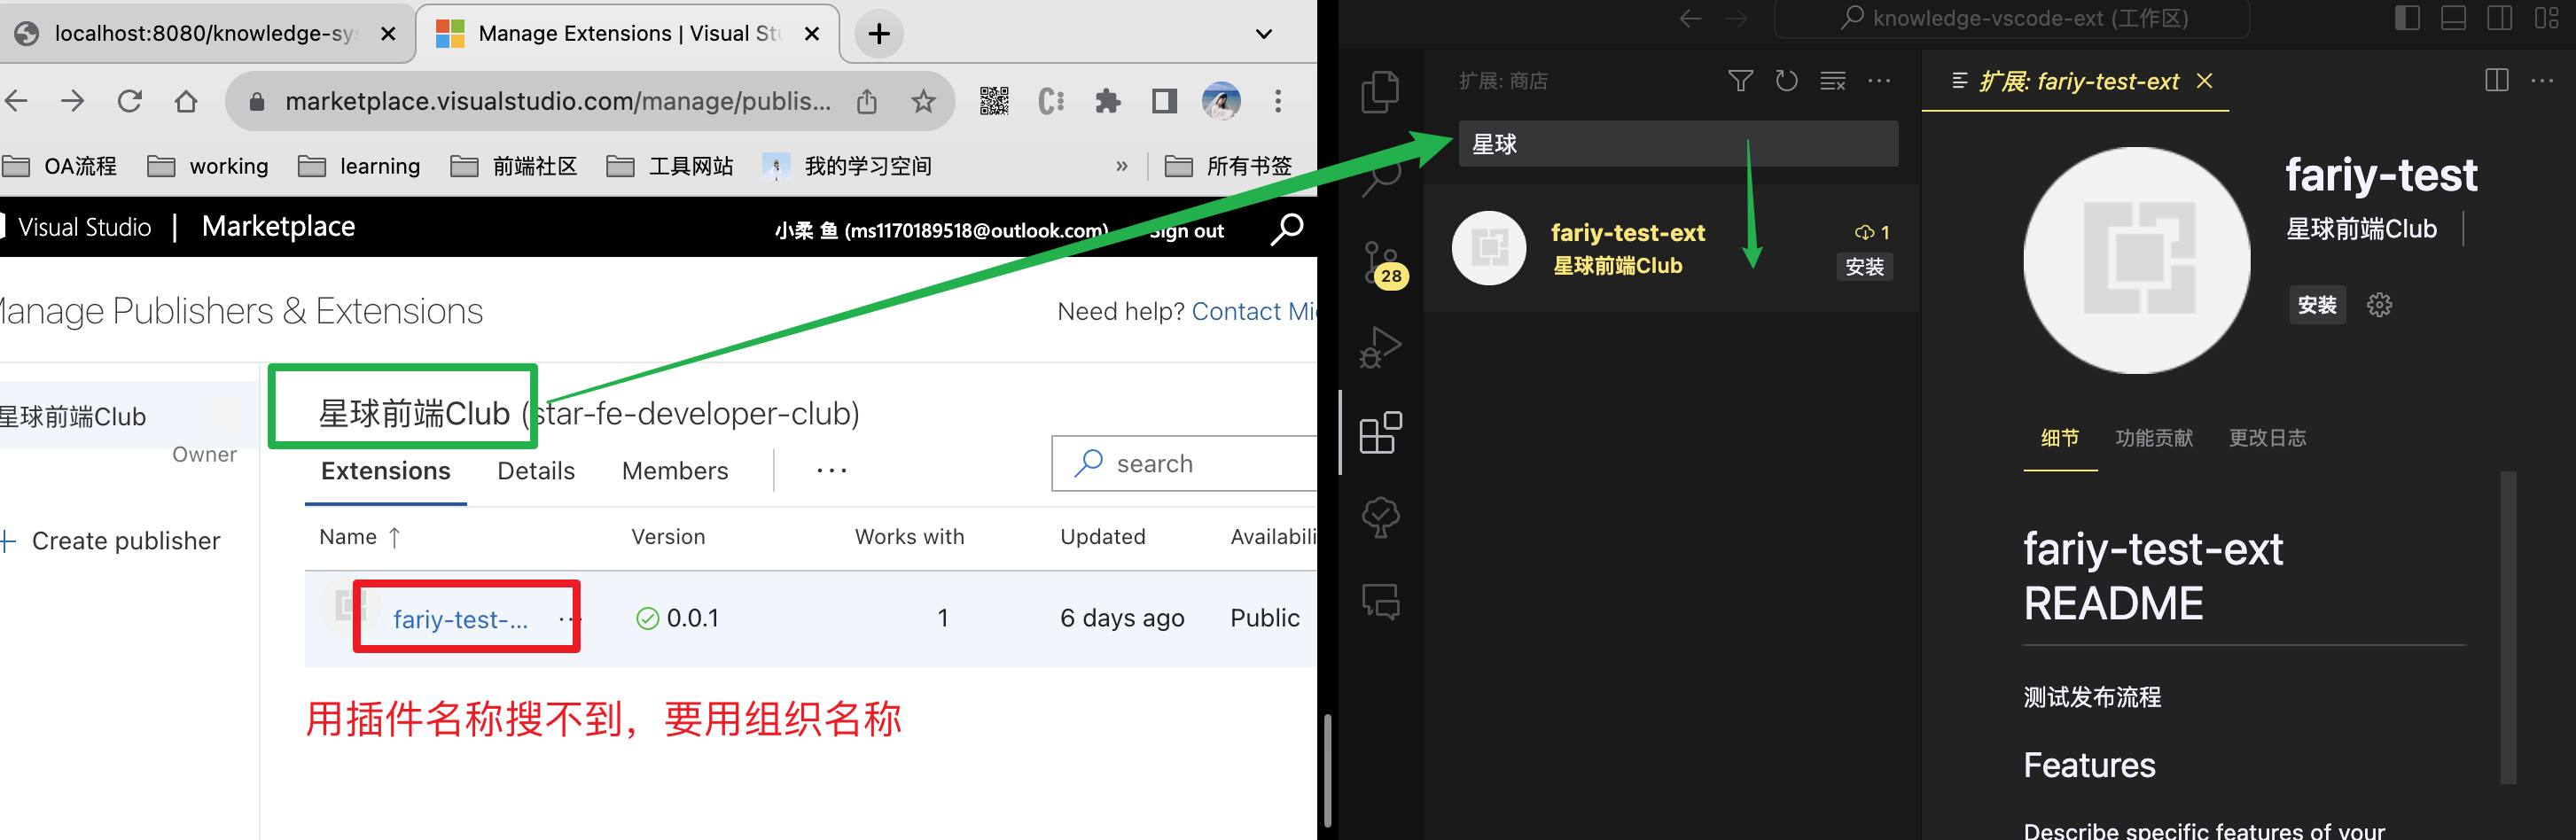 localhost:8080/knowledge-sys
Manage Extensions | Visual Stu
marketplace.visualstudio.com/manage/publis...
OA流程
working
learning
前端社区
工具网站
我的学习空间
»
所有书签
Visual Studio | Marketplace
小柔 鱼 (ms1170189518@outlook.com)
Sign out
Manage Publishers & Extensions
Need help? Contact Mi
星球前端Club
Owner
Create publisher
星球前端Club (star-fe-developer-club)
Extensions
Details
Members
search
Name ↑
Version
Works with
Updated
Availabili
fariy-test-...
0.0.1
1
6 days ago
Public
用插件名称搜不到，要用组织名称
knowledge-vscode-ext (工作区)
扩展: 商店
星球
fariy-test-ext
1
星球前端Club
安装
28
扩展: fariy-test-ext
fariy-test
星球前端Club
安装
细节
功能贡献
更改日志
fariy-test-ext
README
测试发布流程
Features
Describe specific features of your